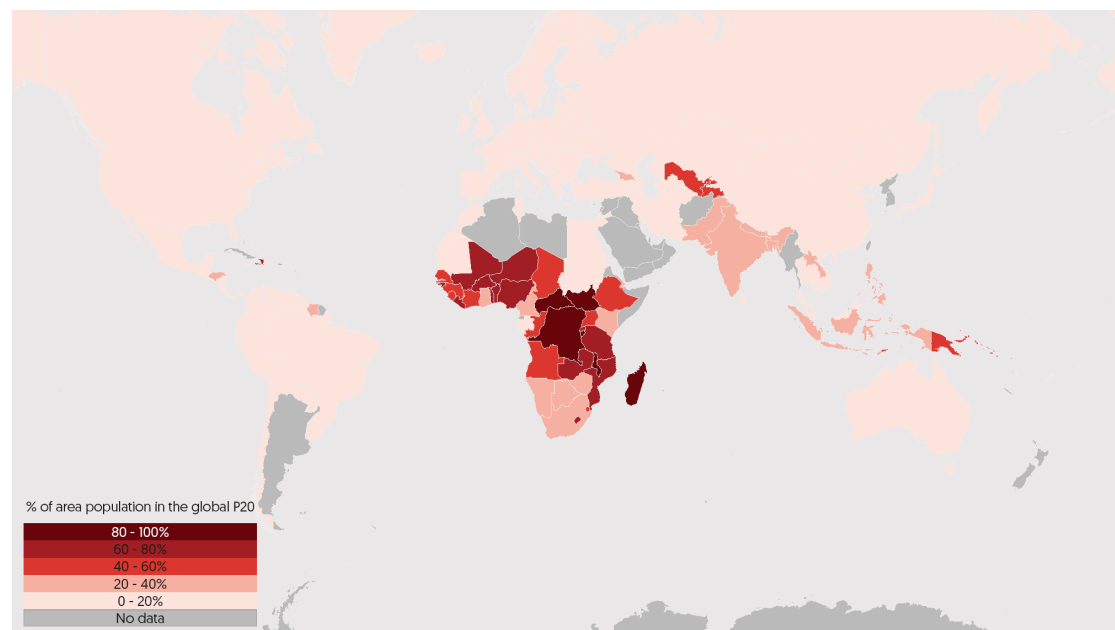 % of area population in the global P20
80 - 100%
60 - 80%
40 - 60%
20 - 40%
0 - 20%
No data